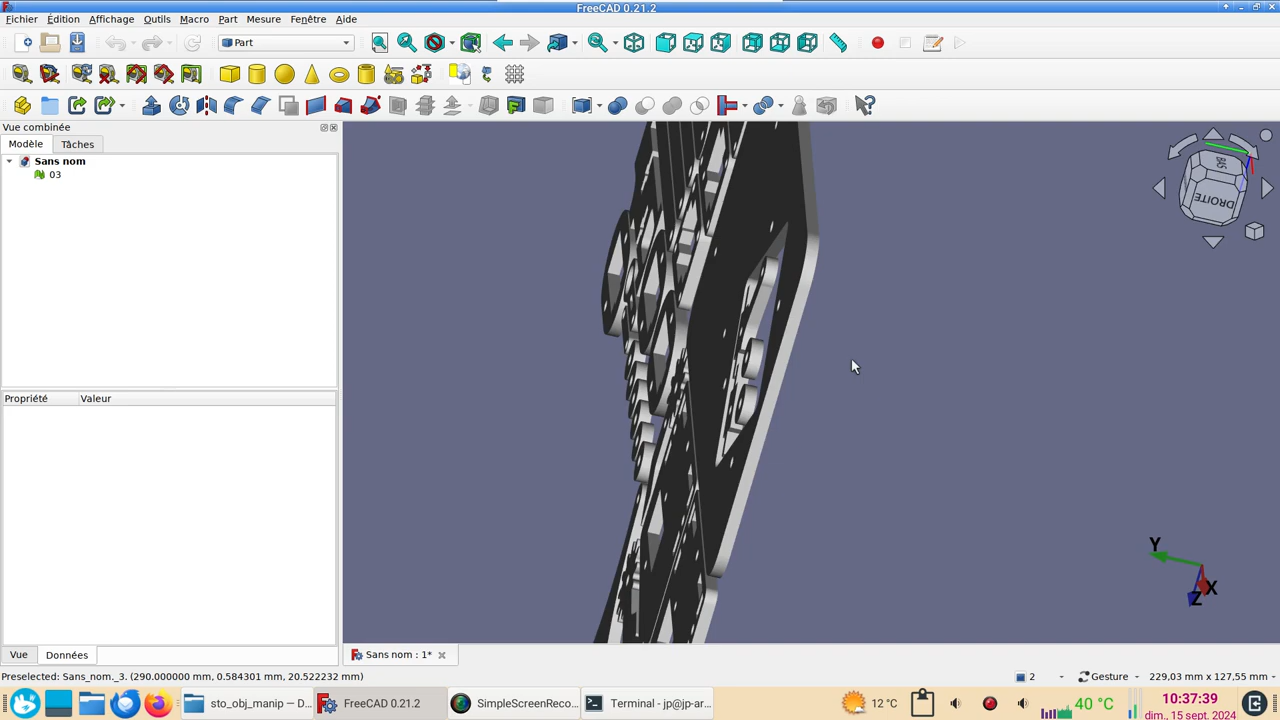 FreeCAD 0.21.2
Fichier Édition Affichage Outils Macro Part Mesure Fenêtre Aide
Part
Vue combinée
Modèle Tâches
Sans nom
03
BAS
DROITE
Propriété Valeur
Y
X
Z
Vue Données
Sans nom : 1*
Preselected: Sans_nom._3. (290.000000 mm, 0.584301 mm, 20.522232 mm)
2 Gesture 229,03 mm x 127,55 mm
sto_obj_manip — D... FreeCAD 0.21.2 SimpleScreenReco... Terminal - jp@jp-ar... 12 °C 40 °C 10:37:39
dim., 15 sept. 2024